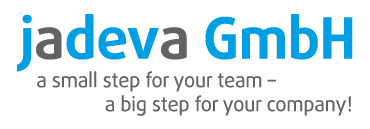 jadeva GmbH
a small step for your team –
a big step for your company!